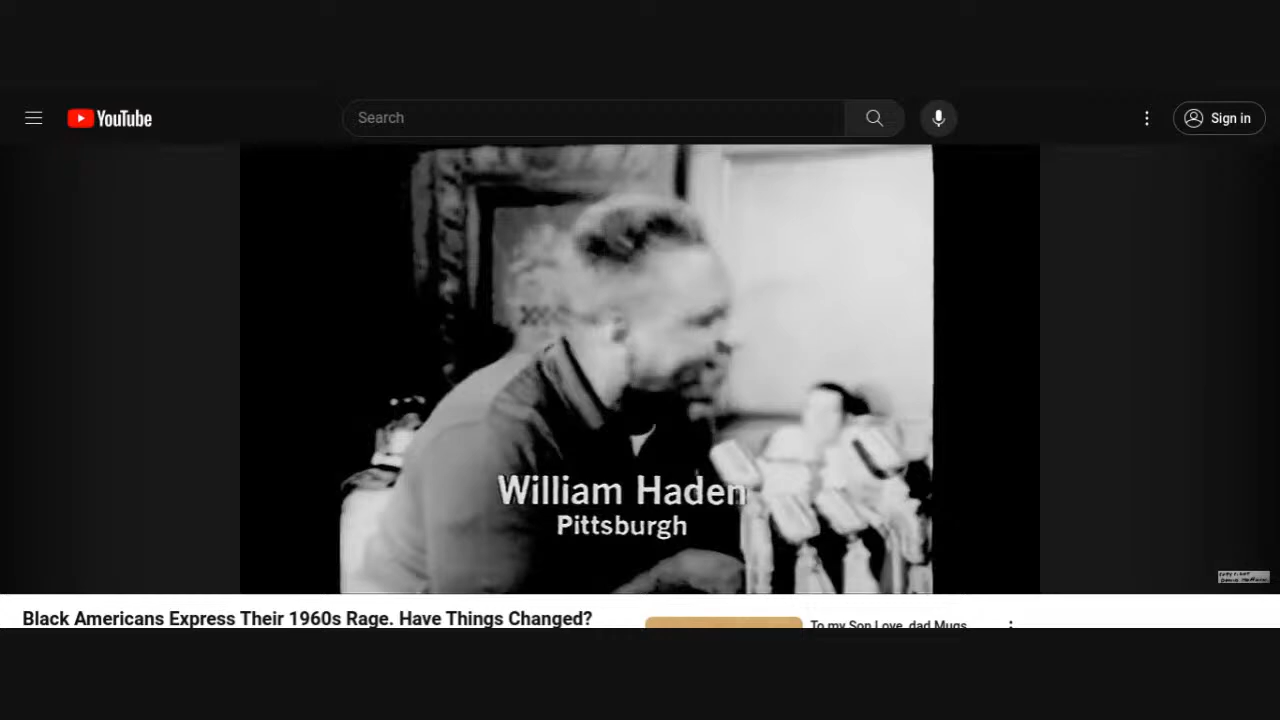 YouTube
Search
Sign in
William Haden
Pittsburgh
Black Americans Express Their 1960s Rage. Have Things Changed?
To my Son Love, dad Mugs